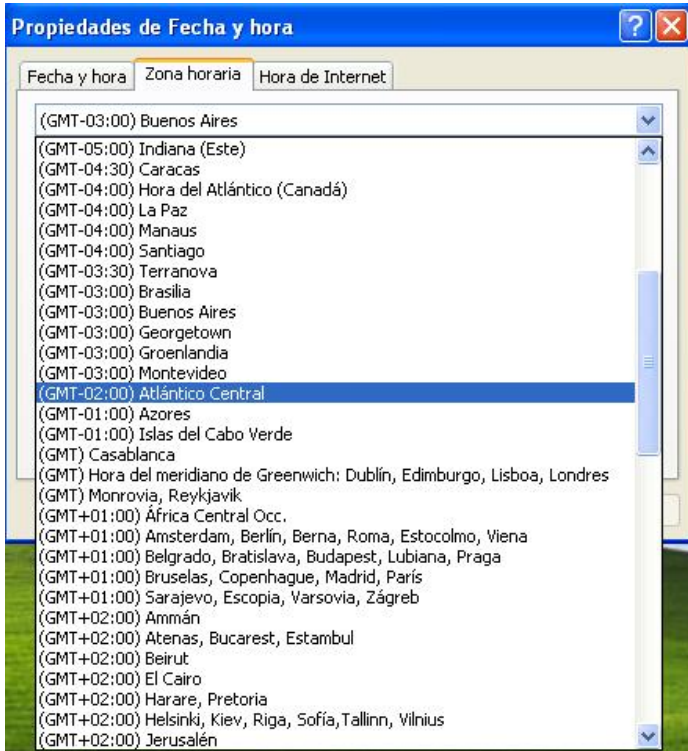 Propiedades de Fecha y hora
Fecha y hora Zona horaria Hora de Internet
(GMT-03:00) Buenos Aires
(GMT-05:00) Indiana (Este)
(GMT-04:30) Caracas
(GMT-04:00) Hora del Atlántico (Canadá)
(GMT-04:00) La Paz
(GMT-04:00) Manaus
(GMT-04:00) Santiago
(GMT-03:30) Terranova
(GMT-03:00) Brasilia
(GMT-03:00) Buenos Aires
(GMT-03:00) Georgetown
(GMT-03:00) Groenlandia
(GMT-03:00) Montevideo
(GMT-02:00) Atlántico Central
(GMT-01:00) Azores
(GMT-01:00) Islas del Cabo Verde
(GMT) Casablanca
(GMT) Hora del meridiano de Greenwich: Dublín, Edimburgo, Lisboa, Londres
(GMT) Monrovia, Reykjavik
(GMT+01:00) África Central Occ.
(GMT+01:00) Amsterdam, Berlín, Berna, Roma, Estocolmo, Viena
(GMT+01:00) Belgrado, Bratislava, Budapest, Lubiana, Praga
(GMT+01:00) Bruselas, Copenhague, Madrid, París
(GMT+01:00) Sarajevo, Escopia, Varsovia, Zágreb
(GMT+02:00) Ammán
(GMT+02:00) Atenas, Bucarest, Estambul
(GMT+02:00) Beirut
(GMT+02:00) El Cairo
(GMT+02:00) Harare, Pretoria
(GMT+02:00) Helsinki, Kiev, Riga, Sofía,Tallinn, Vilnius
(GMT+02:00) Jerusalén